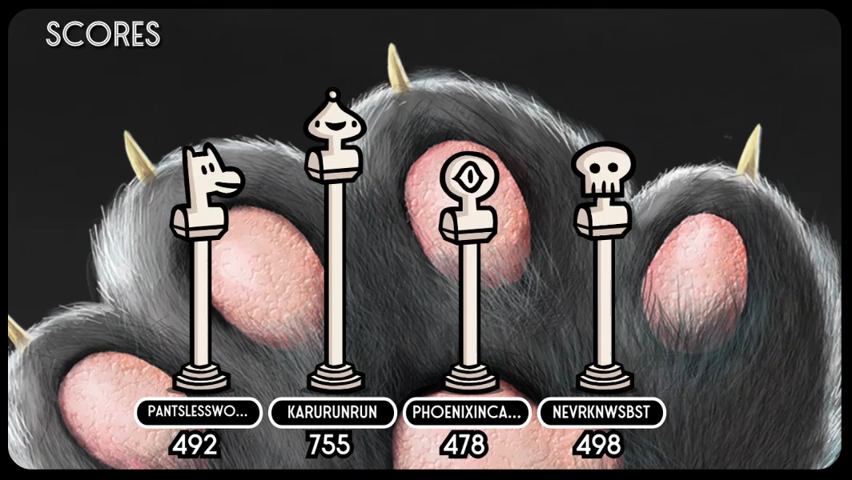 SCORES
PANTSLESSWO...
KARURUNRUN
PHOENIXINCA...
NEVRKNWSBST
492
755
478
498